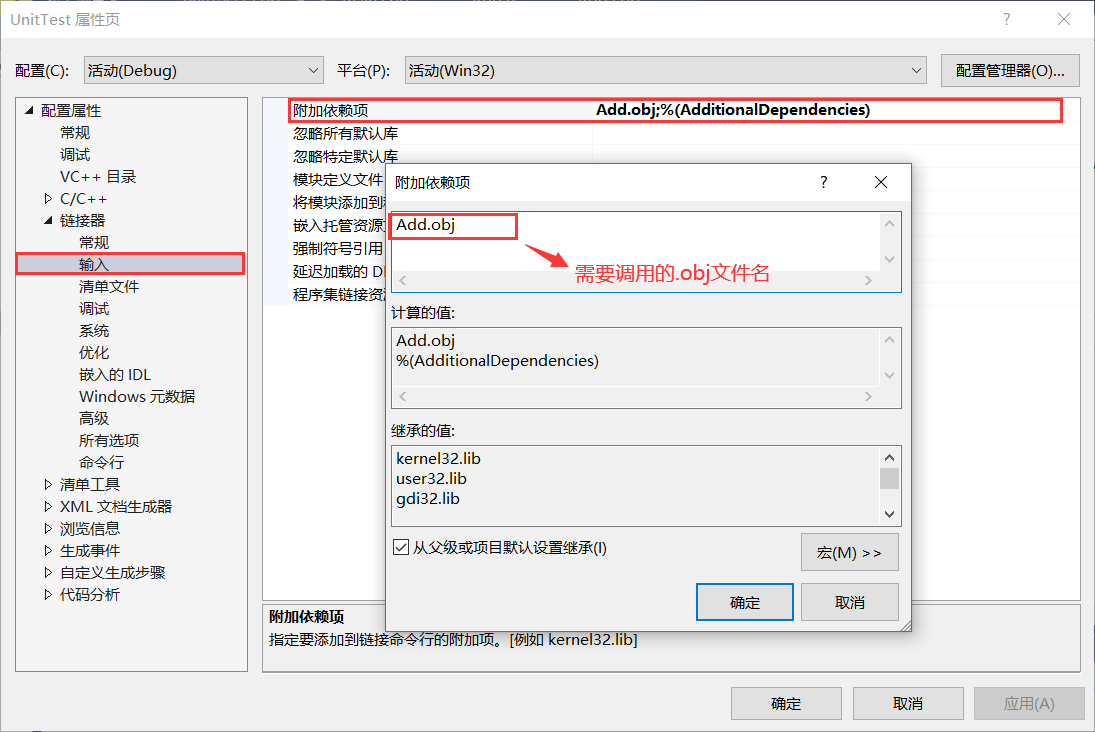 UnitTest 属性页
配置(C): 活动(Debug) 平台(P): 活动(Win32) 配置管理器(O)...
配置属性
常规
调试
VC++ 目录
C/C++
链接器
常规
输入
清单文件
调试
系统
优化
嵌入的 IDL
Windows 元数据
高级
所有选项
命令行
清单工具
XML 文档生成器
浏览信息
生成事件
自定义生成步骤
代码分析
附加依赖项 Add.obj;%(AdditionalDependencies)
忽略所有默认库
忽略特定默认库
模块定义文件
将模块添加到
嵌入托管资源
强制符号引用
延迟加载的 D
程序集链接资
附加依赖项
Add.obj
需要调用的.obj文件名
计算的值:
Add.obj
%(AdditionalDependencies)
继承的值:
kernel32.lib
user32.lib
gdi32.lib
从父级或项目默认设置继承(I)
宏(M) >>
确定 取消
附加依赖项
指定要添加到链接命令行的附加项。[例如 kernel32.lib]
确定 取消 应用(A)